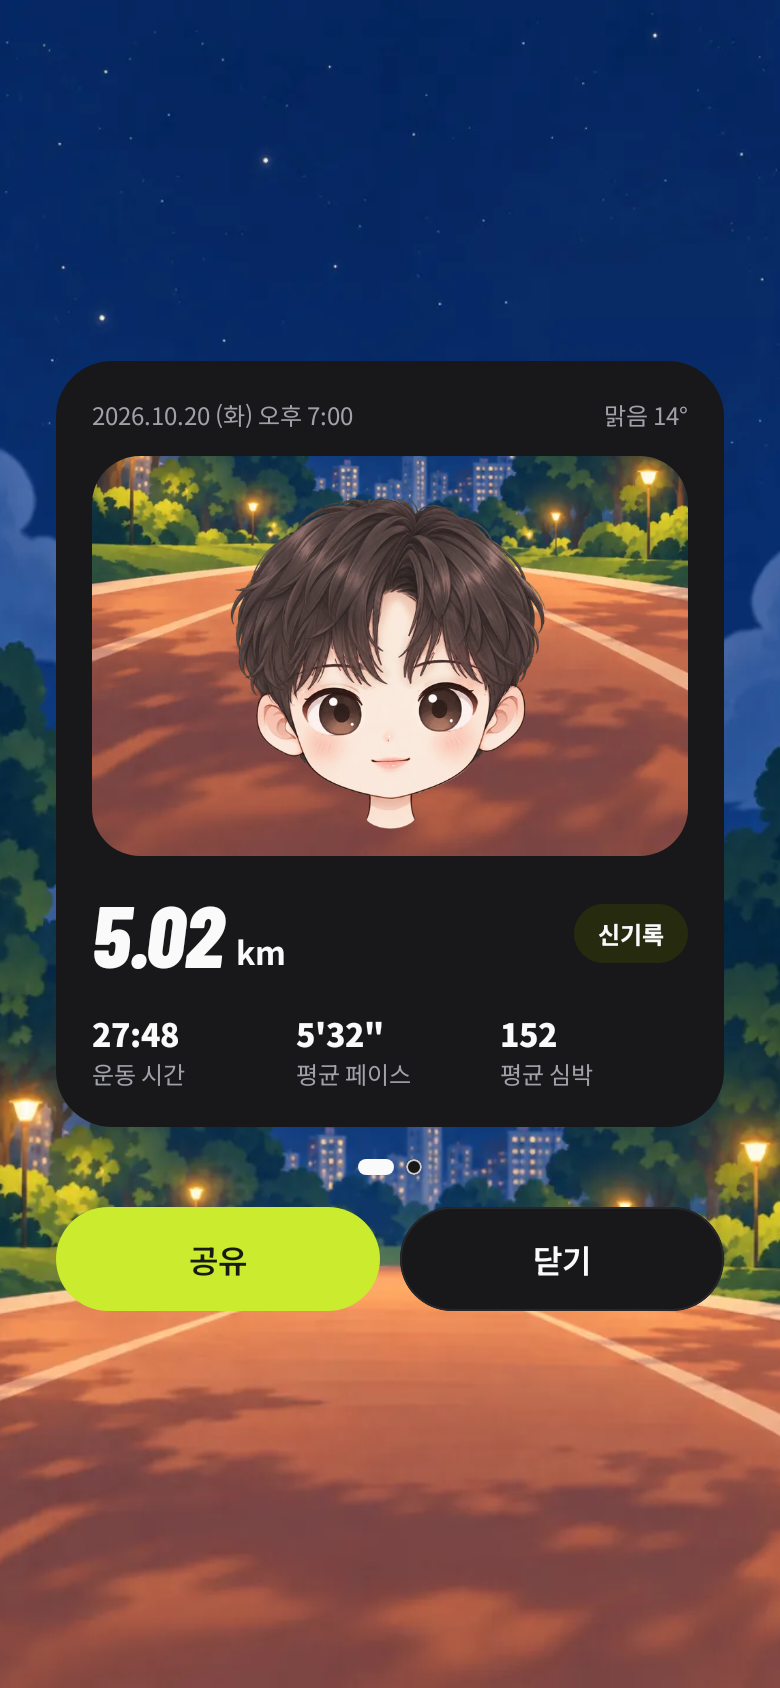 2026.10.20 (화) 오후 7:00 맑음 14°
5.02 km 신기록
27:48 5'32" 152
운동 시간 평균 페이스 평균 심박
공유 닫기